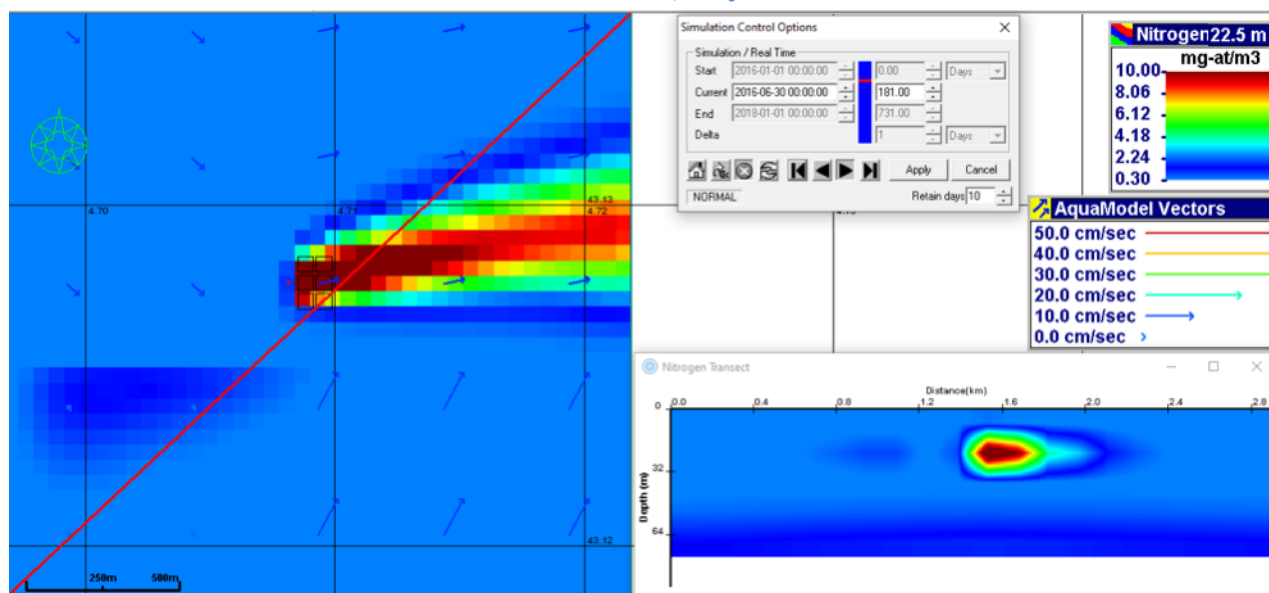 Simulation Control Options
Simulation / Real Time
Start 2016-01-01 00:00:00 0.00 Days
Current 2016-06-30 00:00:00 181.00
End 2018-01-01 00:00:00 731.00
Delta 1 Days
Apply Cancel
NORMAL Retain days 10
Nitrogen 22.5 m
mg-at/m3
10.00
8.06
6.12
4.18
2.24
0.30
AquaModel Vectors
50.0 cm/sec
40.0 cm/sec
30.0 cm/sec
20.0 cm/sec
10.0 cm/sec
0.0 cm/sec
43.13
4.70 4.71 4.72
43.12
250m 500m
Nitrogen Transect
Distance(km)
0 0.0 0.4 0.8 1.2 1.6 2.0 2.4 2.8
32
64
Depth (m)